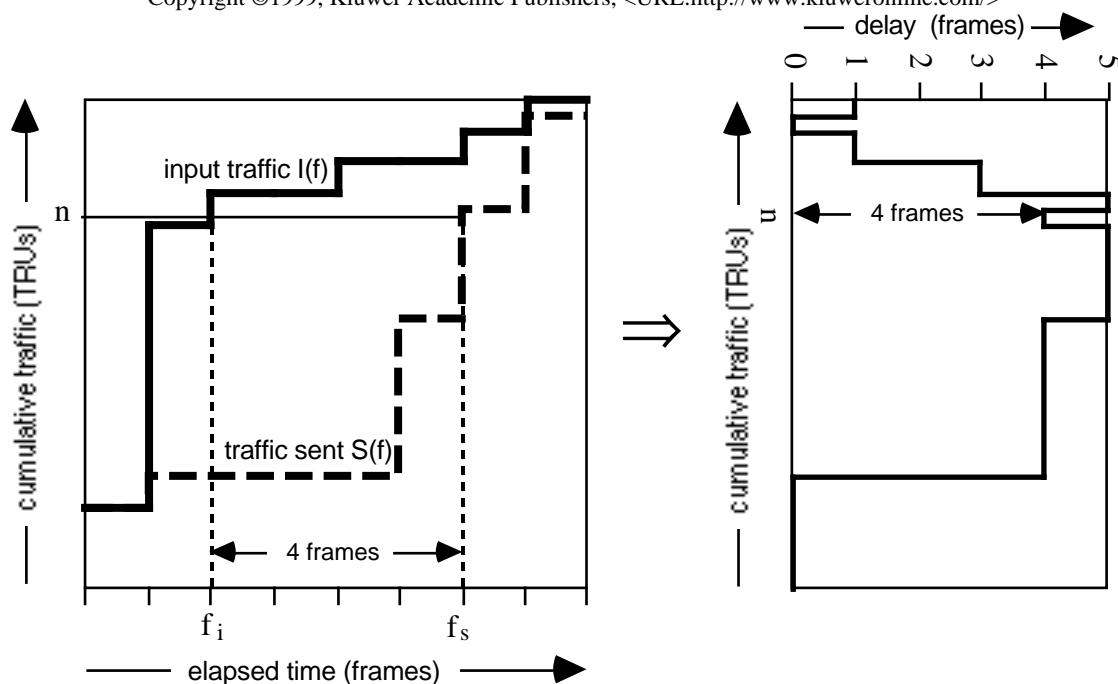 Copyright ©1999, Kluwer Academic Publishers, <URL:http://www.kluweronline.com/>
delay (frames)
0 1 2 3 4 5
cumulative traffic (TRUs)
input traffic I(f)
n
traffic sent S(f)
4 frames
f i
f s
elapsed time (frames)
⇒
cumulative traffic (TRUs)
n
4 frames